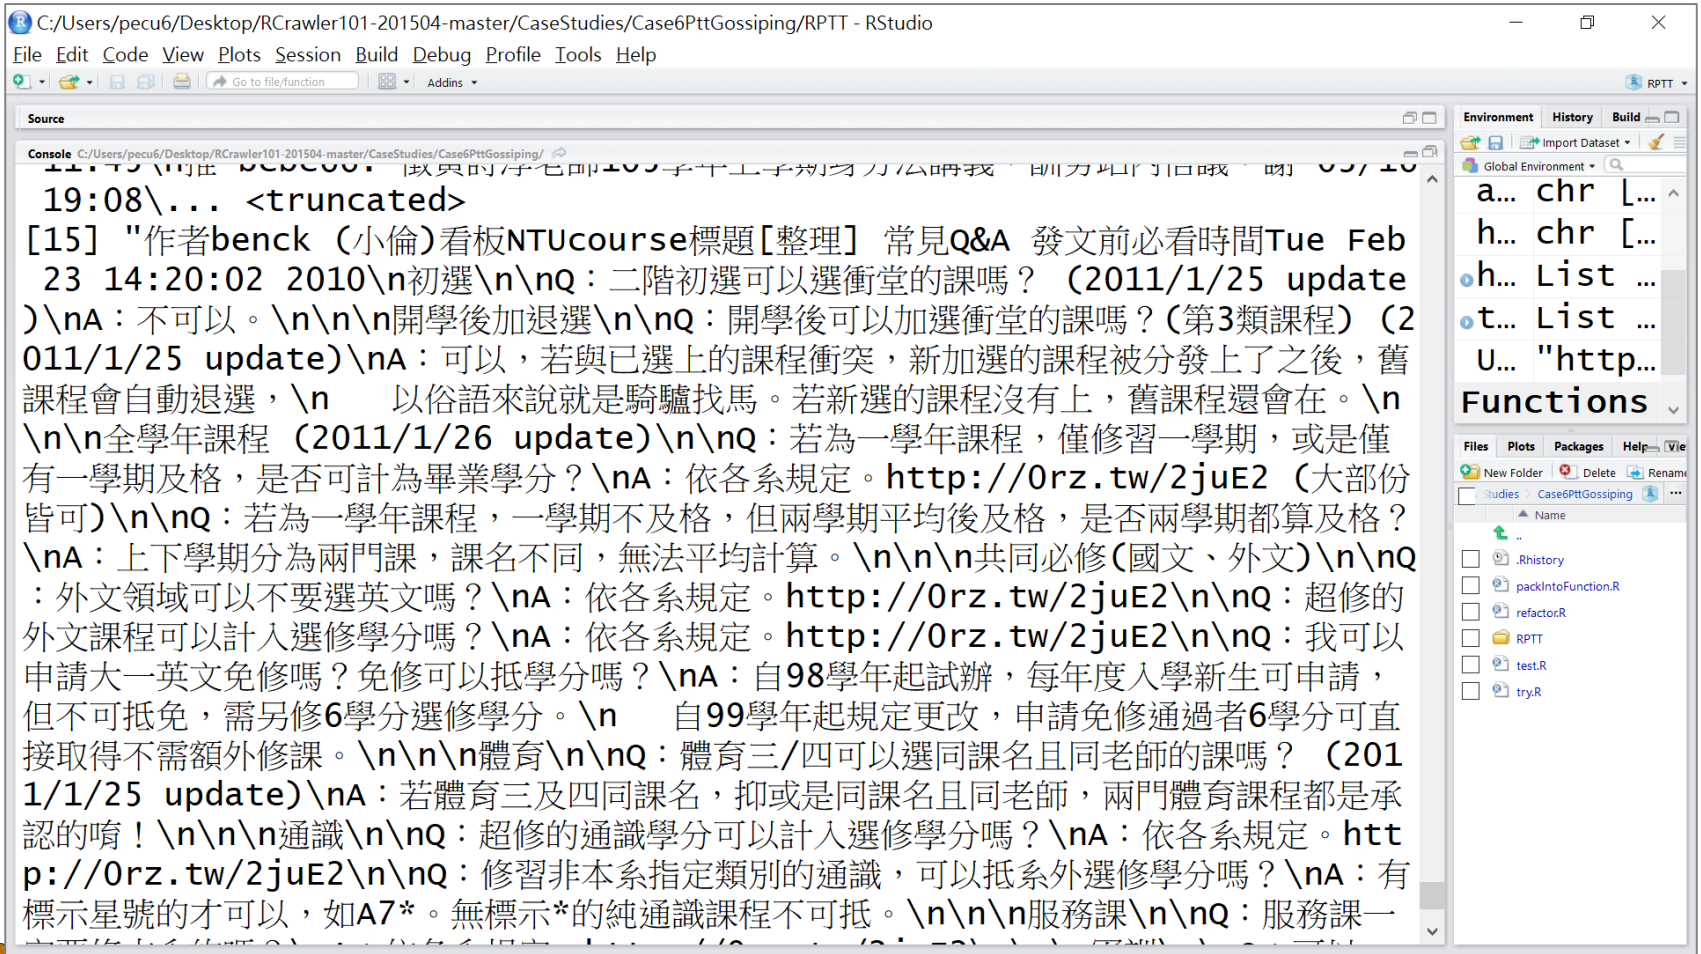 C:/Users/pecu6/Desktop/RCrawler101-201504-master/CaseStudies/Case6PttGossiping/RPTT - RStudio
File Edit Code View Plots Session Build Debug Profile Tools Help
Go to file/function
Addins
RPTT
Source
Console C:/Users/pecu6/Desktop/RCrawler101-201504-master/CaseStudies/Case6PttGossiping/
19:08\... <truncated>
[15] "作者benck (小倫)看板NTUcourse標題[整理] 常見Q&A 發文前必看時間Tue Feb
23 14:20:02 2010\n初選\n\nQ：二階初選可以選衝堂的課嗎？ (2011/1/25 update
)\nA：不可以。\n\n\n開學後加退選\n\nQ：開學後可以加選衝堂的課嗎？(第3類課程) (2
011/1/25 update)\nA：可以，若與已選上的課程衝突，新加選的課程被分發上了之後，舊
課程會自動退選，\n 以俗語來說就是騎驢找馬。若新選的課程沒有上，舊課程還會在。\n
\n\n全學年課程 (2011/1/26 update)\n\nQ：若為一學年課程，僅修習一學期，或是僅
有一學期及格，是否可計為畢業學分？\nA：依各系規定。http://0rz.tw/2juE2 (大部份
皆可)\n\nQ：若為一學年課程，一學期不及格，但兩學期平均後及格，是否兩學期都算及格？
\nA：上下學期分為兩門課，課名不同，無法平均計算。\n\n\n共同必修(國文、外文)\n\nQ
：外文領域可以不要選英文嗎？\nA：依各系規定。http://0rz.tw/2juE2\n\nQ：超修的
外文課程可以計入選修學分嗎？\nA：依各系規定。http://0rz.tw/2juE2\n\nQ：我可以
申請大一英文免修嗎？免修可以抵學分嗎？\nA：自98學年起試辦，每年度入學新生可申請，
但不可抵免，需另修6學分選修學分。\n 自99學年起規定更改，申請免修通過者6學分可直
接取得不需額外修課。\n\n\n體育\n\nQ：體育三/四可以選同課名且同老師的課嗎？ (201
1/1/25 update)\nA：若體育三及四同課名，抑或是同課名且同老師，兩門體育課程都是承
認的唷！\n\n\n通識\n\nQ：超修的通識學分可以計入選修學分嗎？\nA：依各系規定。htt
p://0rz.tw/2juE2\n\nQ：修習非本系指定類別的通識，可以抵系外選修學分嗎？\nA：有
標示星號的才可以，如A7*。無標示*的純通識課程不可抵。\n\n\n服務課\n\nQ：服務課一
Environment History Build
Import Dataset
Global Environment
a... chr [...
h... chr [...
h... List ...
t... List ...
U... "http...
Functions
Files Plots Packages Help Vie
New Folder Delete Rename
Studies Case6PttGossiping ...
Name
..
.Rhistory
packIntoFunction.R
refactor.R
RPTT
test.R
try.R